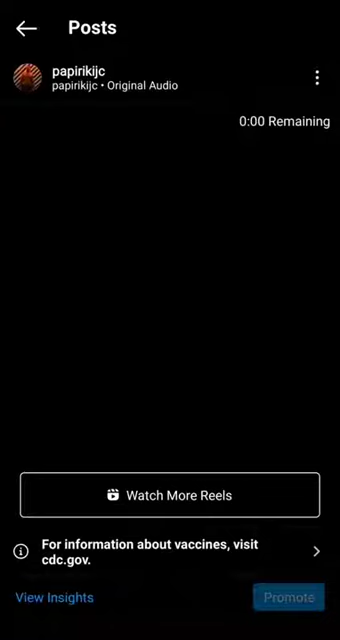 Posts
papirikijc
papirikijc • Original Audio
0:00 Remaining
Watch More Reels
For information about vaccines, visit
cdc.gov.
View Insights
Promote